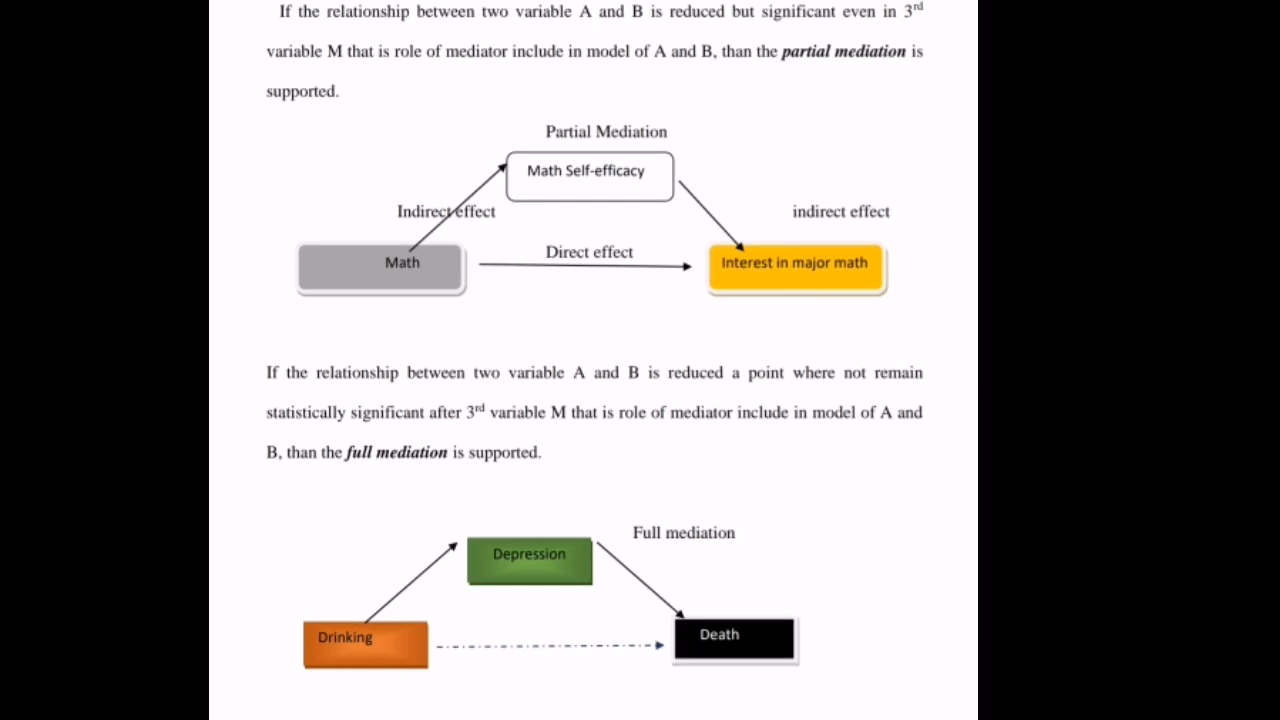 If the relationship between two variable A and B is reduced but significant even in 3rd
variable M that is role of mediator include in model of A and B, than the partial mediation is
supported.
Partial Mediation
Math Self-efficacy
Indirect effect
indirect effect
Direct effect
Math
Interest in major math
If the relationship between two variable A and B is reduced a point where not remain
statistically significant after 3rd variable M that is role of mediator include in model of A and
B, than the full mediation is supported.
Full mediation
Depression
Drinking
Death